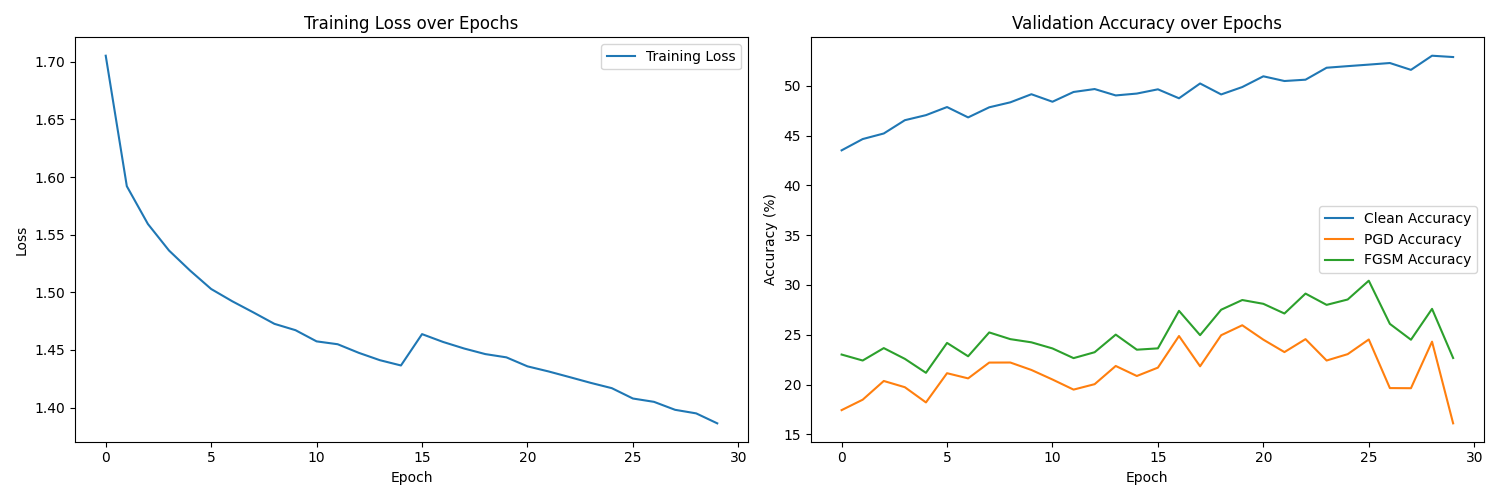 Training Loss over Epochs
Training Loss
1.70
1.65
1.60
1.55
1.50
1.45
1.40
Loss
0 5 10 15 20 25 30
Epoch
Validation Accuracy over Epochs
Clean Accuracy
PGD Accuracy
FGSM Accuracy
50
45
40
35
30
25
20
15
Accuracy (%)
0 5 10 15 20 25 30
Epoch